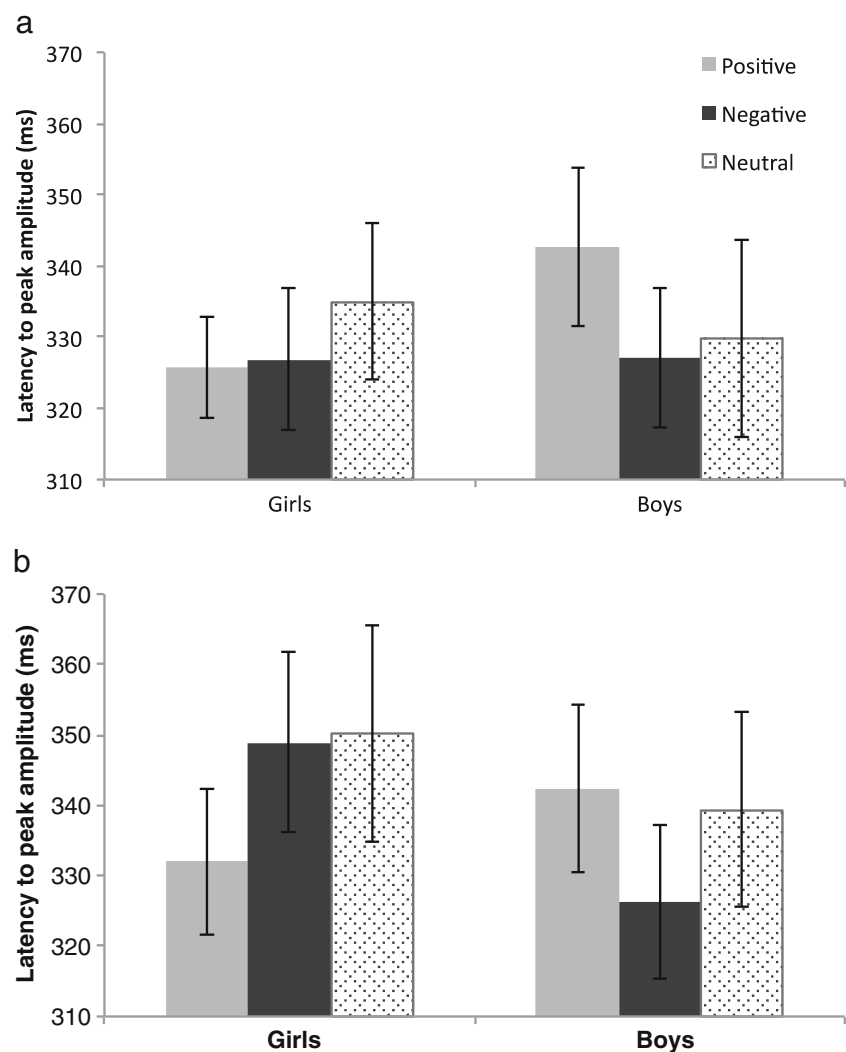 a
Latency to peak amplitude (ms)
370
360
350
340
330
320
310
Positive
Negative
Neutral
Girls
Boys
b
Latency to peak amplitude (ms)
370
360
350
340
330
320
310
Girls
Boys